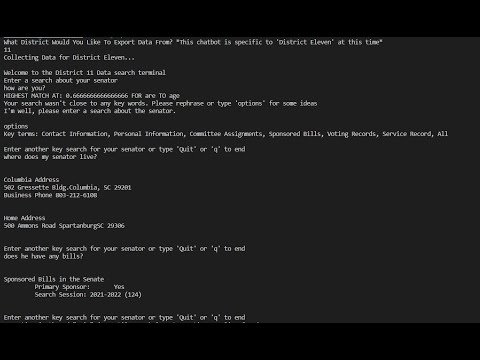 What District Would You Like To Export Data From? *This chatbot is specific to 'District Eleven' at this time*
11
Collecting Data for District Eleven...
Welcome to the District 11 Data search terminal
Enter a search about your senator
how are you?
HIGHEST MATCH AT: 0.6666666666666666 FOR are TO age
Your search wasn't close to any key words. Please rephrase or type 'options' for some ideas
I'm well, please enter a search about the senator.
options
Key terms: Contact Information, Personal Information, Committee Assignments, Sponsored Bills, Voting Records, Service Record, All
Enter another key search for your senator or type 'Quit' or 'q' to end
where does my senator live?
Columbia Address
502 Gressette Bldg.Columbia, SC 29201
Business Phone 803-212-6108
Home Address
500 Ammons Road SpartanburgSC 29306
Enter another key search for your senator or type 'Quit' or 'q' to end
does he have any bills?
Sponsored Bills in the Senate
Primary Sponsor: Yes
Search Session: 2021-2022 (124)
Enter another key search for your senator or type 'Quit' or 'q' to end